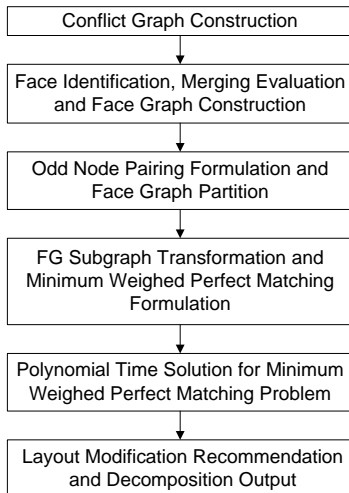 Conflict Graph Construction
Face Identification, Merging Evaluation
and Face Graph Construction
Odd Node Pairing Formulation and
Face Graph Partition
FG Subgraph Transformation and
Minimum Weighed Perfect Matching
Formulation
Polynomial Time Solution for Minimum
Weighed Perfect Matching Problem
Layout Modification Recommendation
and Decomposition Output